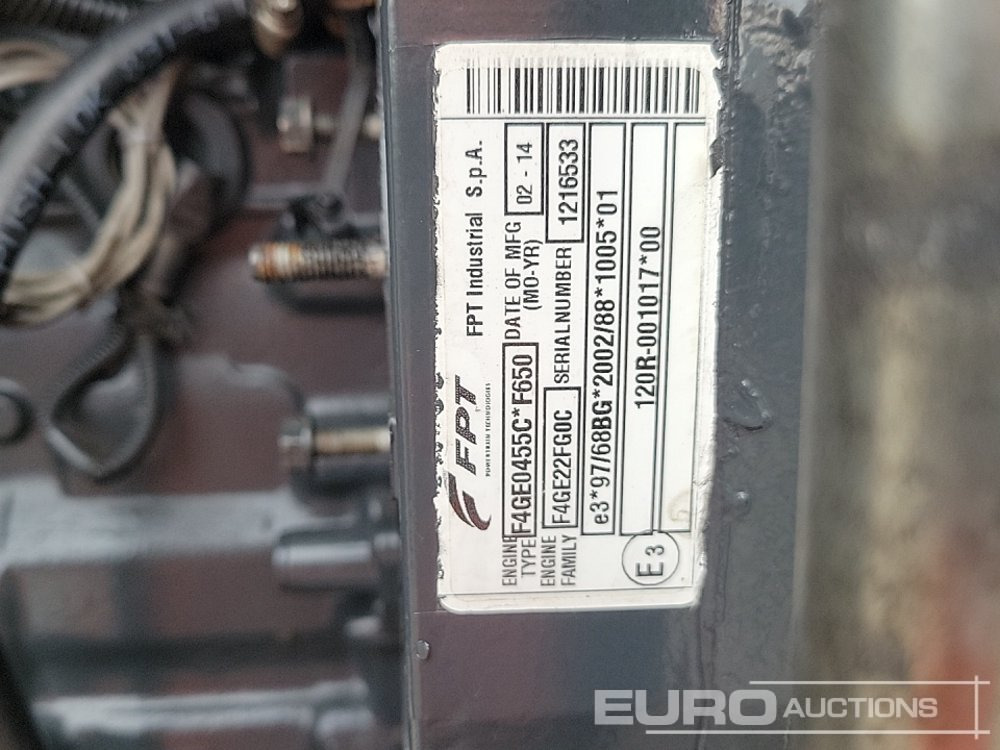 FPT
POWERTRAIN TECHNOLOGIES
FPT Industrial S.p.A.
ENGINE TYPE F4GE0455C*F650 DATE OF MFG (MO-YR) 02 - 14
ENGINE FAMILY F4GE22FG0C SERIAL NUMBER 1216533
e3*97/68BG*2002/88*1005*01
E 3 120R-001017*00
EURO AUCTIONS